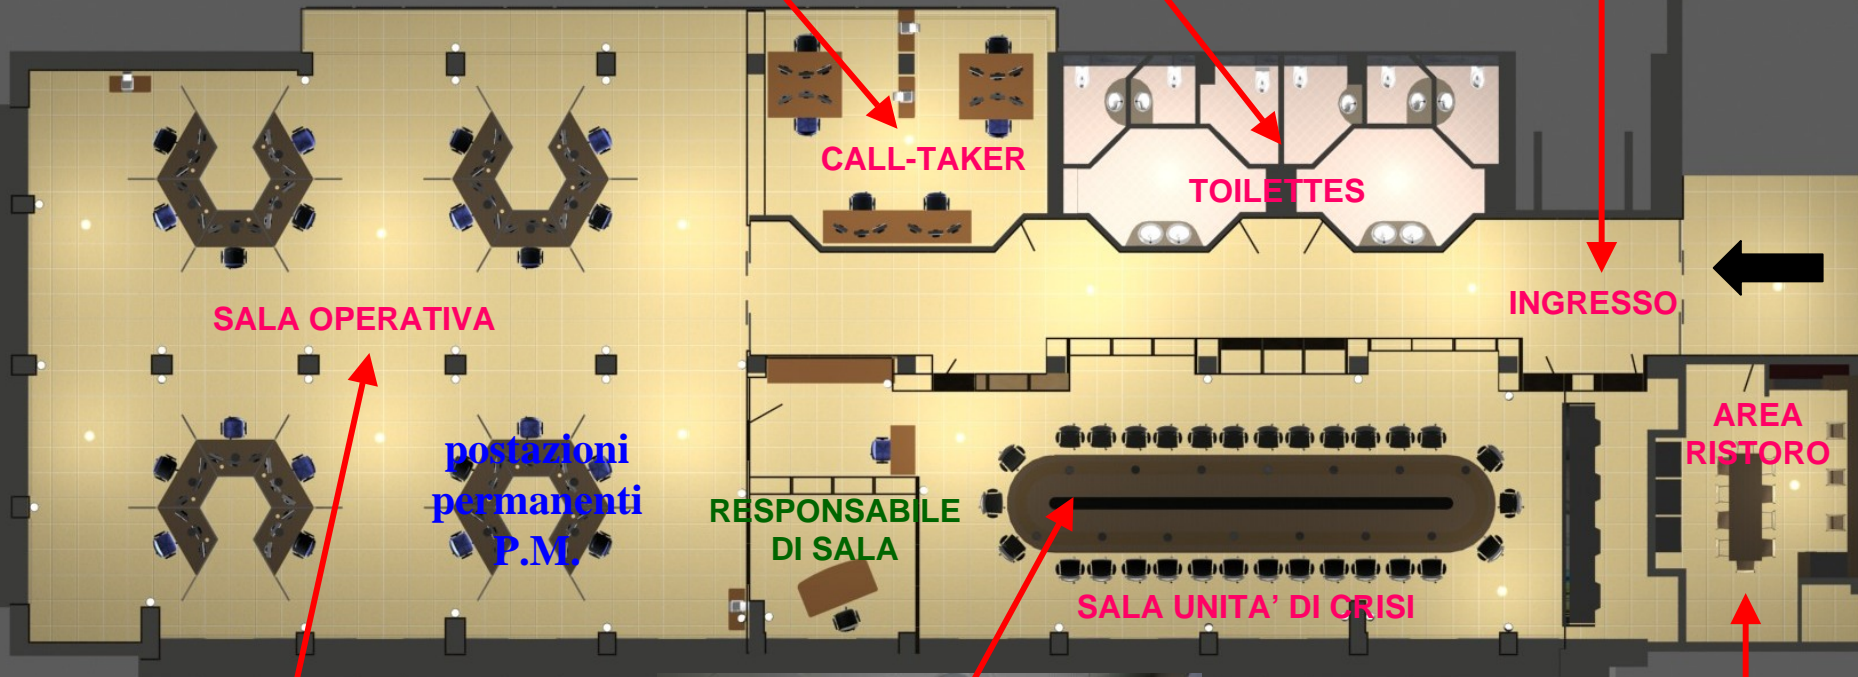 CALL-TAKER
TOILETTES
SALA OPERATIVA
INGRESSO
AREA
RISTORO
postazioni
permanenti
P.M.
RESPONSABILE
DI SALA
SALA UNITA’ DI CRISI